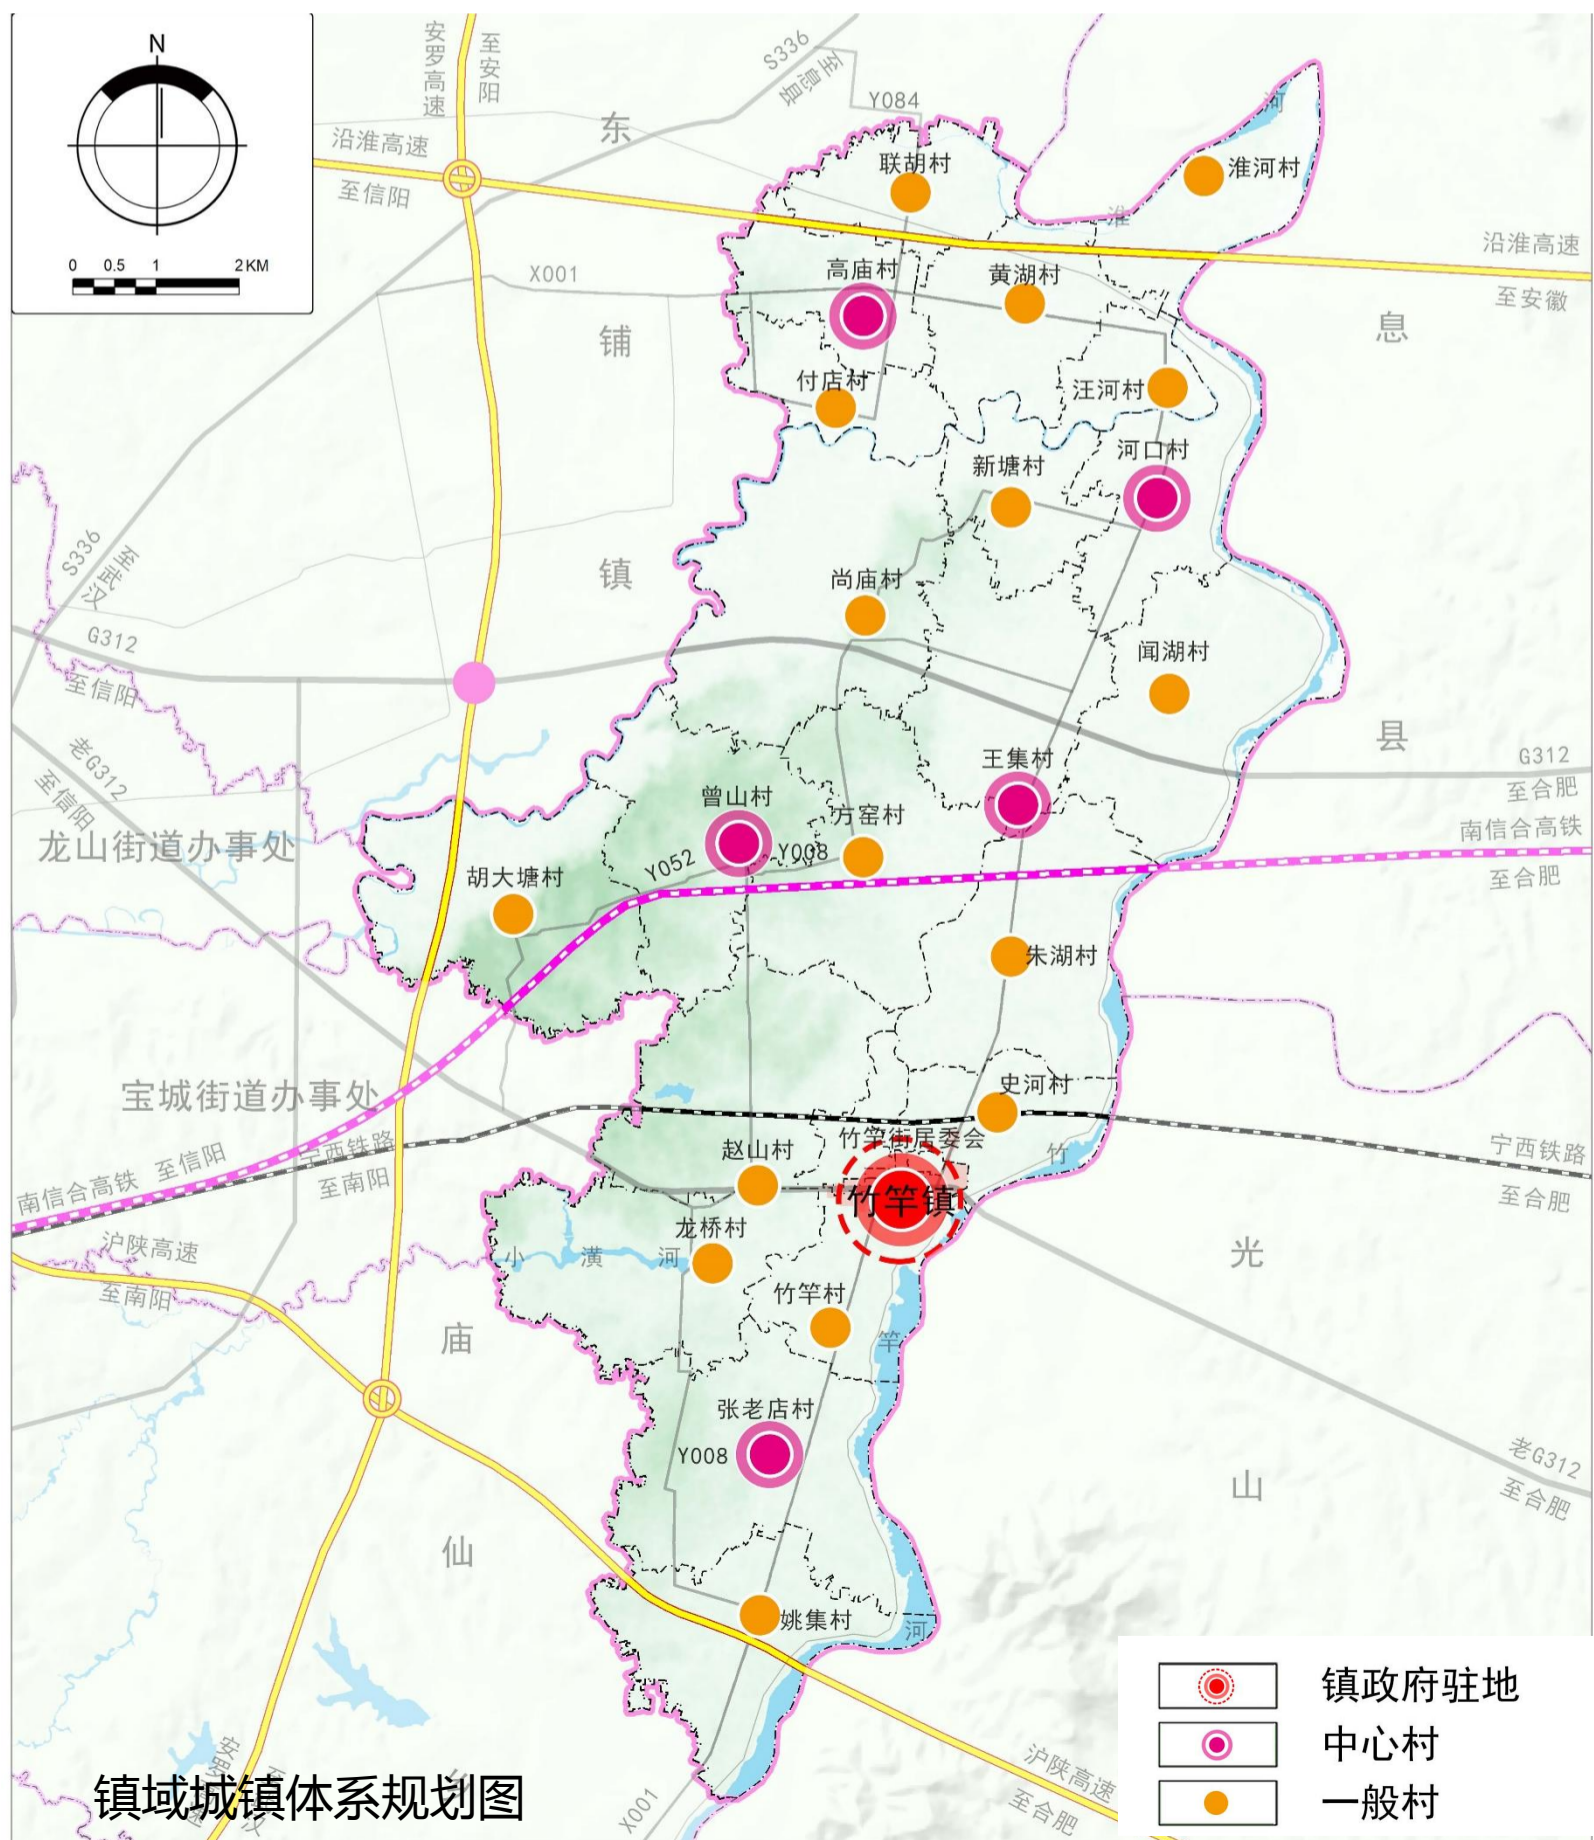 N
0 0.5 1 2KM
安罗高速
至安阳
S336
至息县
Y084
沿淮高速
至信阳
东
联胡村
淮河村
河
淮
沿淮高速
至安徽
X001
高庙村
黄湖村
铺
息
付店村
汪河村
河口村
新塘村
S336
至武汉
镇
尚庙村
G312
至信阳
闻湖村
老G312
至信阳
县
王集村
G312
至合肥
曾山村
方窑村
Y052
Y008
南信合高铁
至合肥
龙山街道办事处
胡大塘村
朱湖村
宝城街道办事处
史河村
竹竿街居委会
宁西铁路
至南阳
赵山村
竹
宁西铁路
至合肥
南信合高铁
至信阳
竹竿镇
龙桥村
沪陕高速
至南阳
小潢河
光
竹竿村
庙
竿
张老店村
Y008
老G312
至合肥
山
仙
姚集村
河
沪陕高速
至合肥
X001
镇域城镇体系规划图
镇政府驻地
中心村
一般村